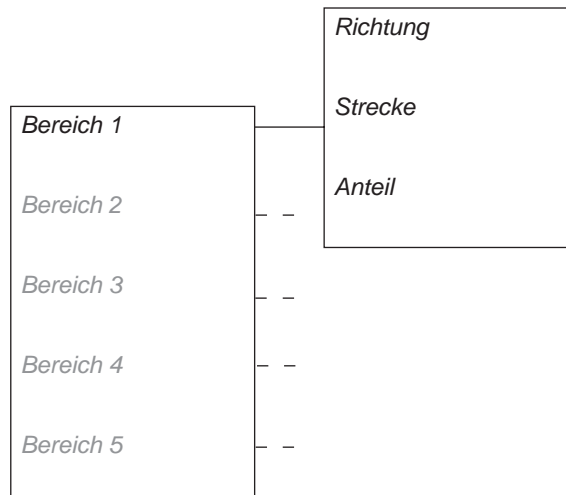 Richtung
Strecke
Anteil
Bereich 1
Bereich 2
Bereich 3
Bereich 4
Bereich 5